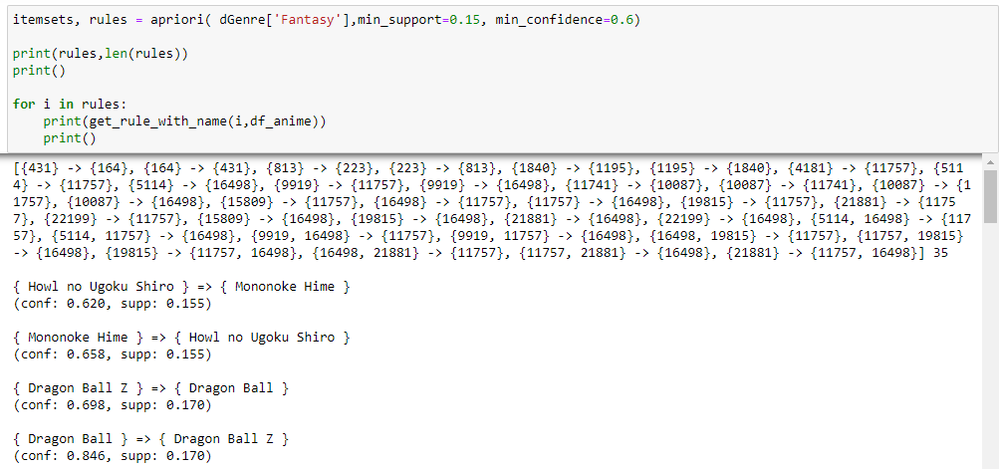 itemsets, rules = apriori( dGenre['Fantasy'],min_support=0.15, min_confidence=0.6)
print(rules,len(rules))
print()
for i in rules:
print(get_rule_with_name(i,df_anime))
print()
[{431} -> {164}, {164} -> {431}, {813} -> {223}, {223} -> {813}, {1840} -> {1195}, {1195} -> {1840}, {4181} -> {11757}, {511
4} -> {11757}, {5114} -> {16498}, {9919} -> {11757}, {9919} -> {16498}, {11741} -> {10087}, {10087} -> {11741}, {10087} -> {1
1757}, {10087} -> {16498}, {15809} -> {11757}, {16498} -> {11757}, {11757} -> {16498}, {19815} -> {11757}, {21881} -> {1175
7}, {22199} -> {11757}, {15809} -> {16498}, {19815} -> {16498}, {21881} -> {16498}, {22199} -> {16498}, {5114, 16498} -> {117
57}, {5114, 11757} -> {16498}, {9919, 16498} -> {11757}, {9919, 11757} -> {16498}, {16498, 19815} -> {11757}, {11757, 19815}
-> {16498}, {19815} -> {11757, 16498}, {16498, 21881} -> {11757}, {11757, 21881} -> {16498}, {21881} -> {11757, 16498}] 35
{ Howl no Ugoku Shiro } => { Mononoke Hime }
(conf: 0.620, supp: 0.155)
{ Mononoke Hime } => { Howl no Ugoku Shiro }
(conf: 0.658, supp: 0.155)
{ Dragon Ball Z } => { Dragon Ball }
(conf: 0.698, supp: 0.170)
{ Dragon Ball } => { Dragon Ball Z }
(conf: 0.846, supp: 0.170)